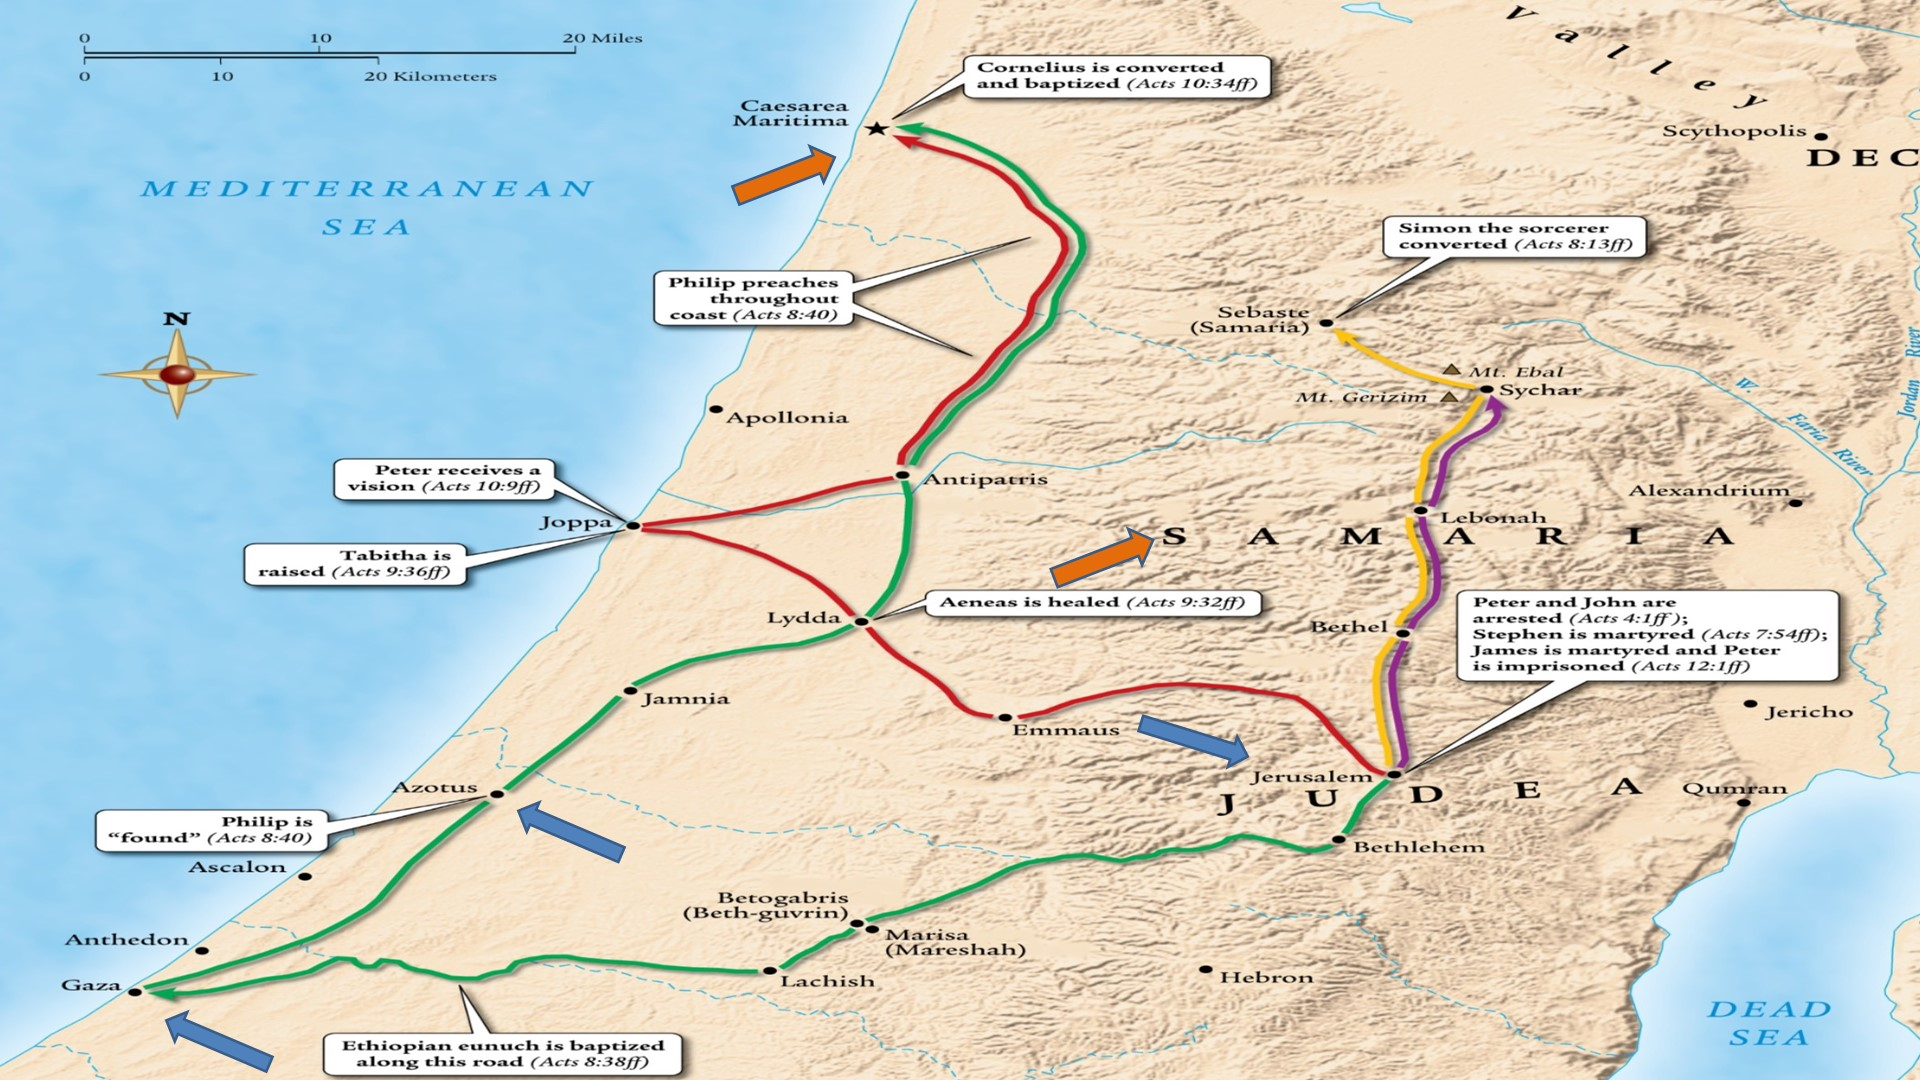 0 10 20 Miles
0 10 20 Kilometers
MEDITERRANEAN
SEA
N
Valley
Scythopolis
DEC
Caesarea
Maritima
Cornelius is converted
and baptized (Acts 10:34ff)
Simon the sorcerer
converted (Acts 8:13ff)
Philip preaches
throughout
coast (Acts 8:40)
Sebaste
(Samaria)
Mt. Ebal
Mt. Gerizim
Sychar
W. Faria River
Jordan River
Apollonia
Antipatris
Peter receives a
vision (Acts 10:9ff)
Joppa
Tabitha is
raised (Acts 9:36ff)
Alexandrium
Lebonah
SAMARIA
Lydda
Aeneas is healed (Acts 9:32ff)
Bethel
Peter and John are
arrested (Acts 4:1ff);
Stephen is martyred (Acts 7:54ff);
James is martyred and Peter
is imprisoned (Acts 12:1ff)
Jamnia
Emmaus
Jericho
Jerusalem
JUDEA
Qumran
Azotus
Philip is
“found” (Acts 8:40)
Ascalon
Bethlehem
Betogabris
(Beth-guvrin)
Marisa
(Mareshah)
Anthedon
Gaza
Lachish
Hebron
DEAD
SEA
Ethiopian eunuch is baptized
along this road (Acts 8:38ff)